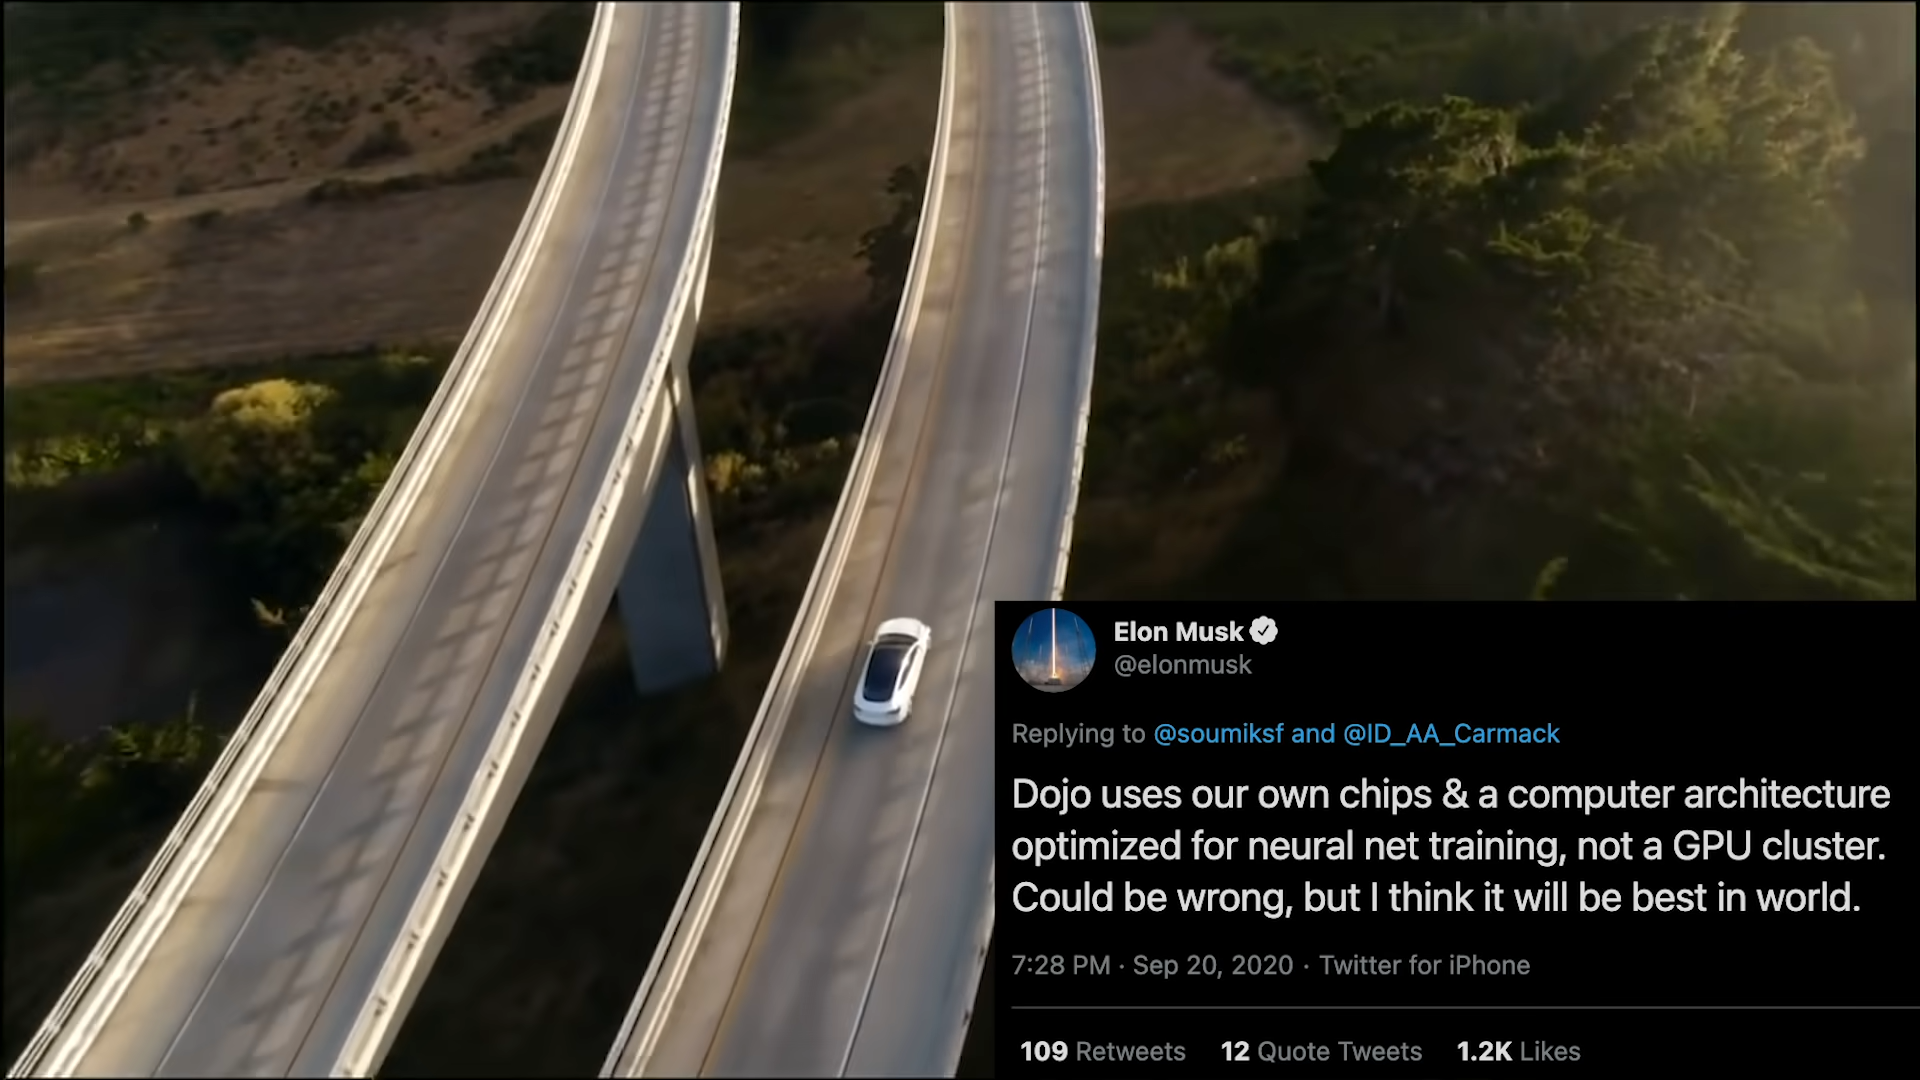 Elon Musk
@elonmusk
Replying to @soumiksf and @ID_AA_Carmack
Dojo uses our own chips & a computer architecture
optimized for neural net training, not a GPU cluster.
Could be wrong, but I think it will be best in world.
7:28 PM · Sep 20, 2020 · Twitter for iPhone
109 Retweets 12 Quote Tweets 1.2K Likes